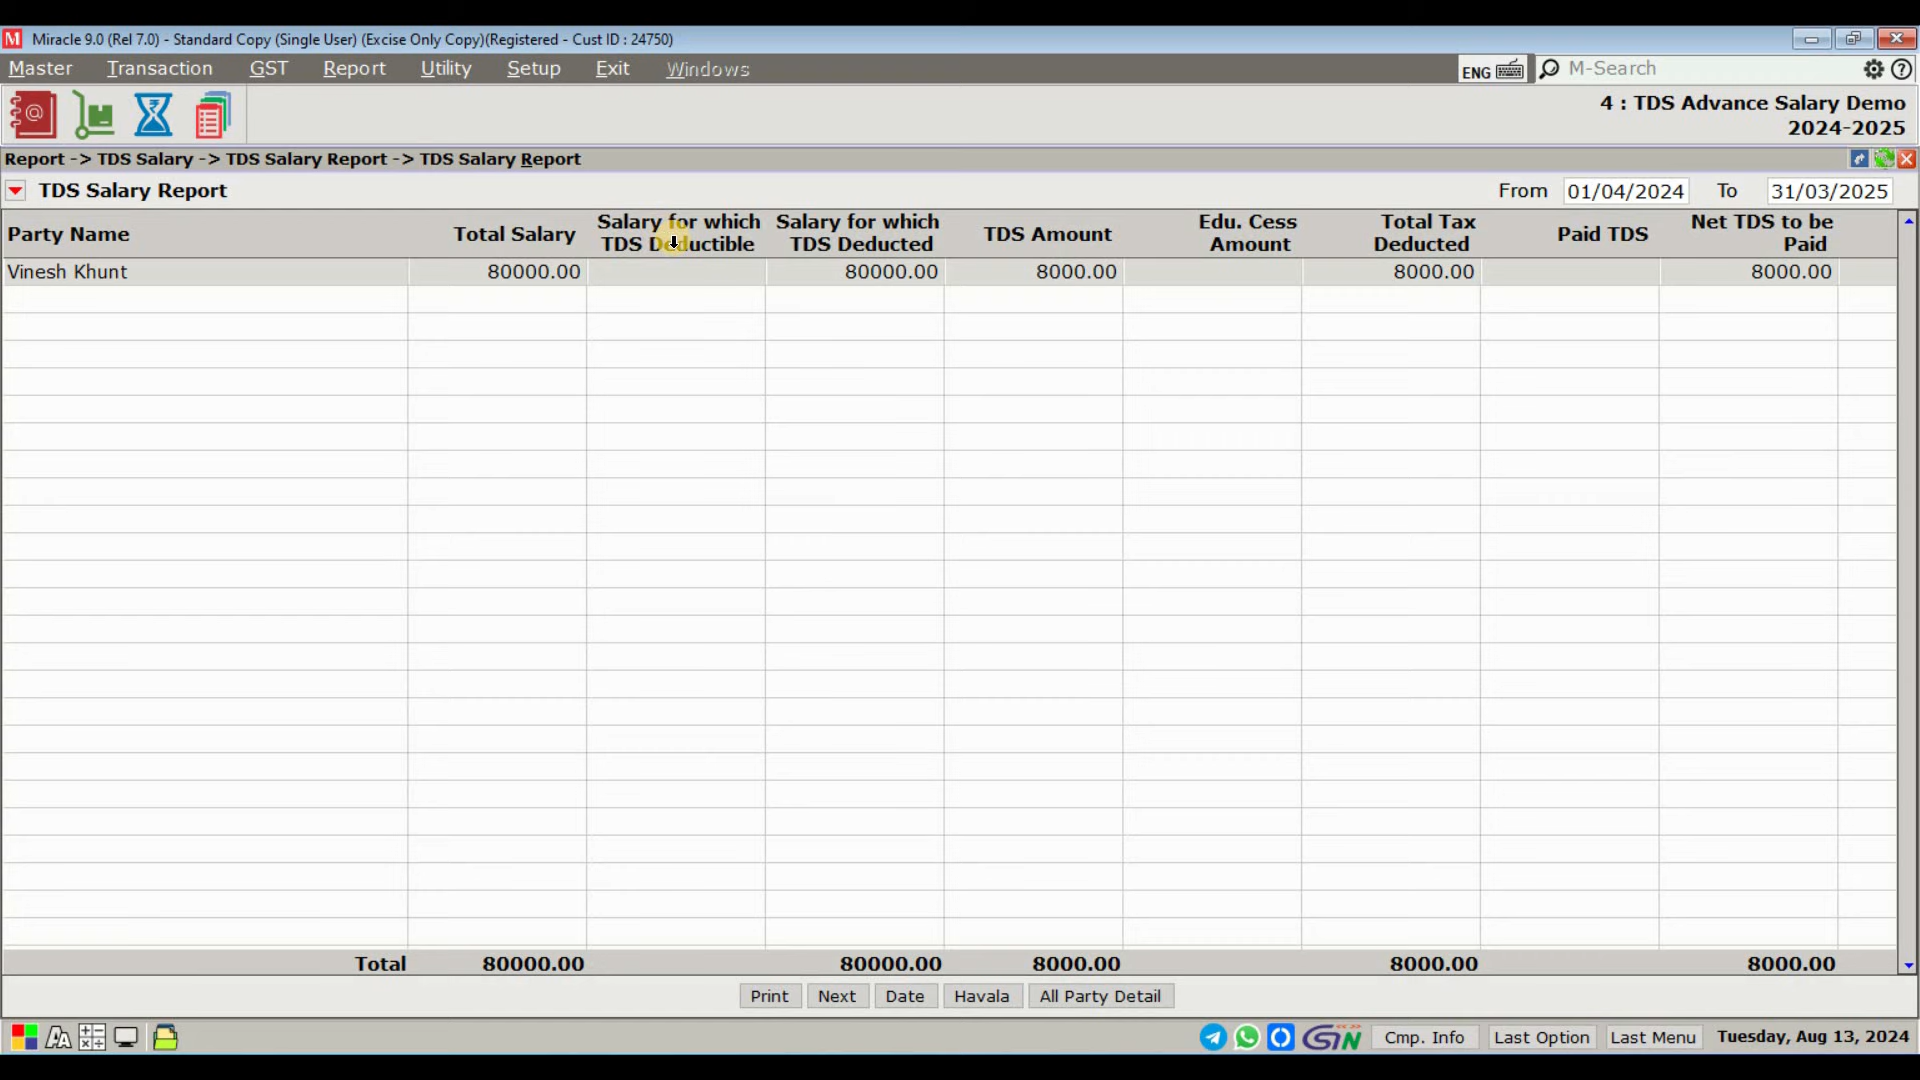 Miracle 9.0 (Rel 7.0) - Standard Copy (Single User) (Excise Only Copy)(Registered - Cust ID : 24750)
Master Transaction GST Report Utility Setup Exit Windows ENG M-Search
4 : TDS Advance Salary Demo
2024-2025
Report -> TDS Salary -> TDS Salary Report -> TDS Salary Report
TDS Salary Report From 01/04/2024 To 31/03/2025
Party Name Total Salary Salary for which TDS Deductible Salary for which TDS Deducted TDS Amount Edu. Cess Amount Total Tax Deducted Paid TDS Net TDS to be Paid
Vinesh Khunt 80000.00 80000.00 8000.00 8000.00 8000.00
Total 80000.00 80000.00 8000.00 8000.00 8000.00
Print Next Date Havala All Party Detail
GSTN Cmp. Info Last Option Last Menu Tuesday, Aug 13, 2024